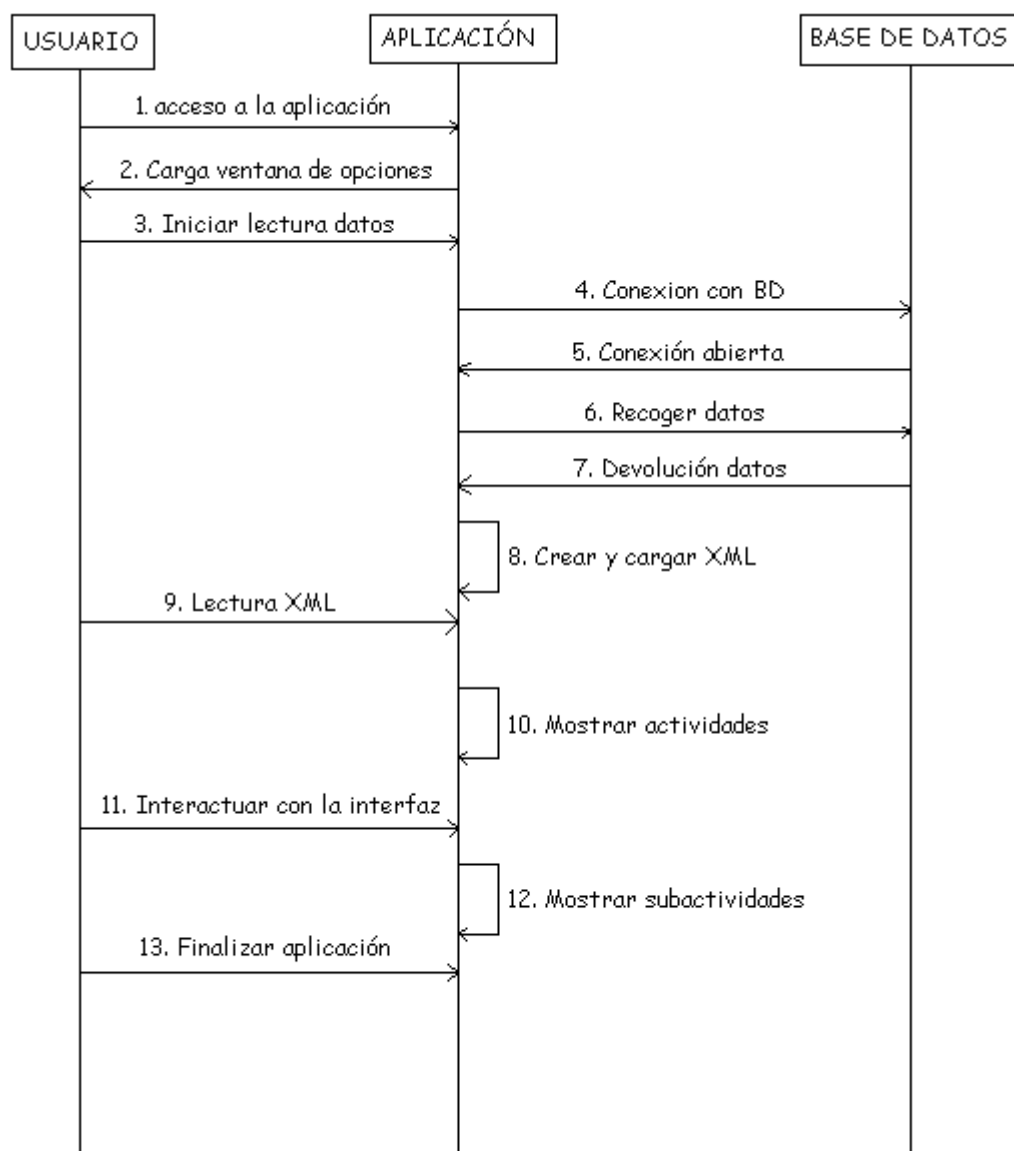 USUARIO
APLICACIÓN
BASE DE DATOS
1. acceso a la aplicación
2. Carga ventana de opciones
3. Iniciar lectura datos
4. Conexion con BD
5. Conexión abierta
6. Recoger datos
7. Devolución datos
8. Crear y cargar XML
9. Lectura XML
10. Mostrar actividades
11. Interactuar con la interfaz
12. Mostrar subactividades
13. Finalizar aplicación